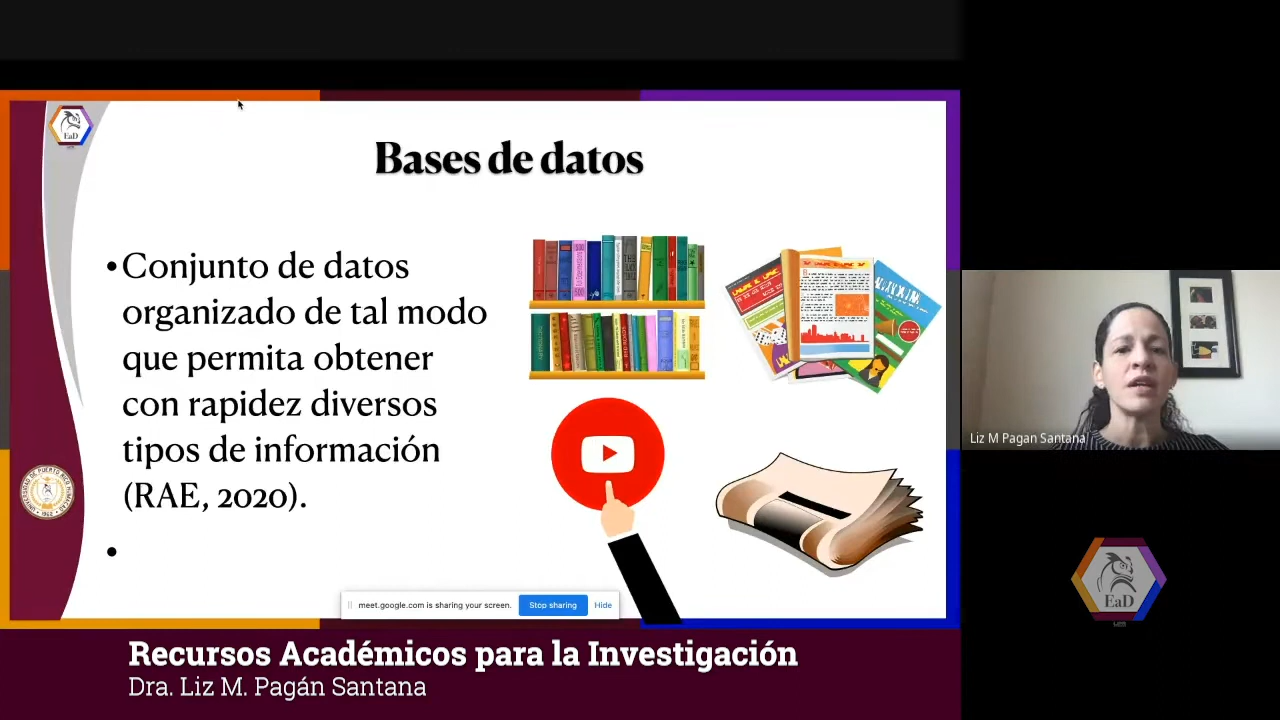 EaD
Bases de datos
•Conjunto de datos
organizado de tal modo
que permita obtener
con rapidez diversos
tipos de información
(RAE, 2020).
•
meet.google.com is sharing your screen.
Stop sharing
Hide
Liz M Pagan Santana
EaD
Recursos Académicos para la Investigación
Dra. Liz M. Pagán Santana